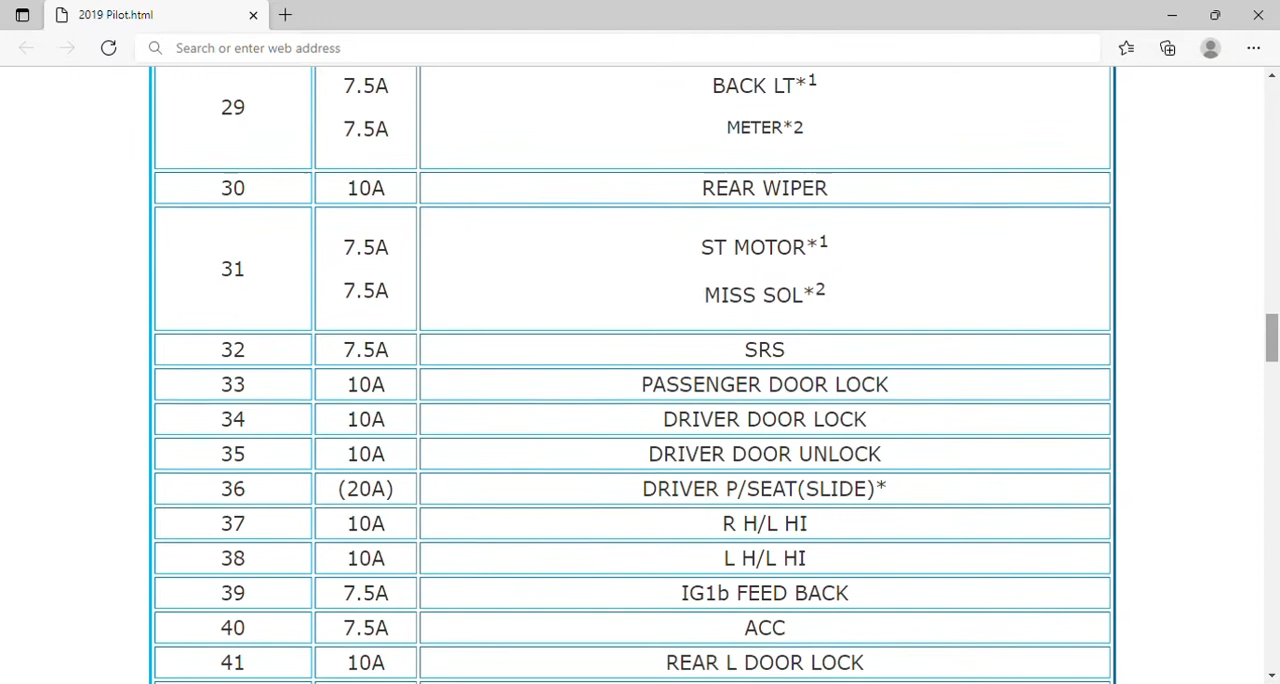 2019 Pilot.html
Search or enter web address
29 7.5A BACK LT*1
7.5A METER*2
30 10A REAR WIPER
31 7.5A ST MOTOR*1
7.5A MISS SOL*2
32 7.5A SRS
33 10A PASSENGER DOOR LOCK
34 10A DRIVER DOOR LOCK
35 10A DRIVER DOOR UNLOCK
36 (20A) DRIVER P/SEAT(SLIDE)*
37 10A R H/L HI
38 10A L H/L HI
39 7.5A IG1b FEED BACK
40 7.5A ACC
41 10A REAR L DOOR LOCK